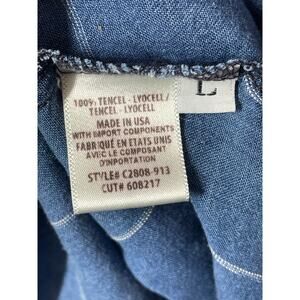 L
100% TENCEL - LYOCELL /
TENCEL - LYOCELL
MADE IN USA
WITH IMPORT COMPONENTS
FABRIQUÉ EN ETATS UNIS
AVEC LE COMPOSANT
D'INPORTATION
STYLE# C2808-913
CUT# 608217